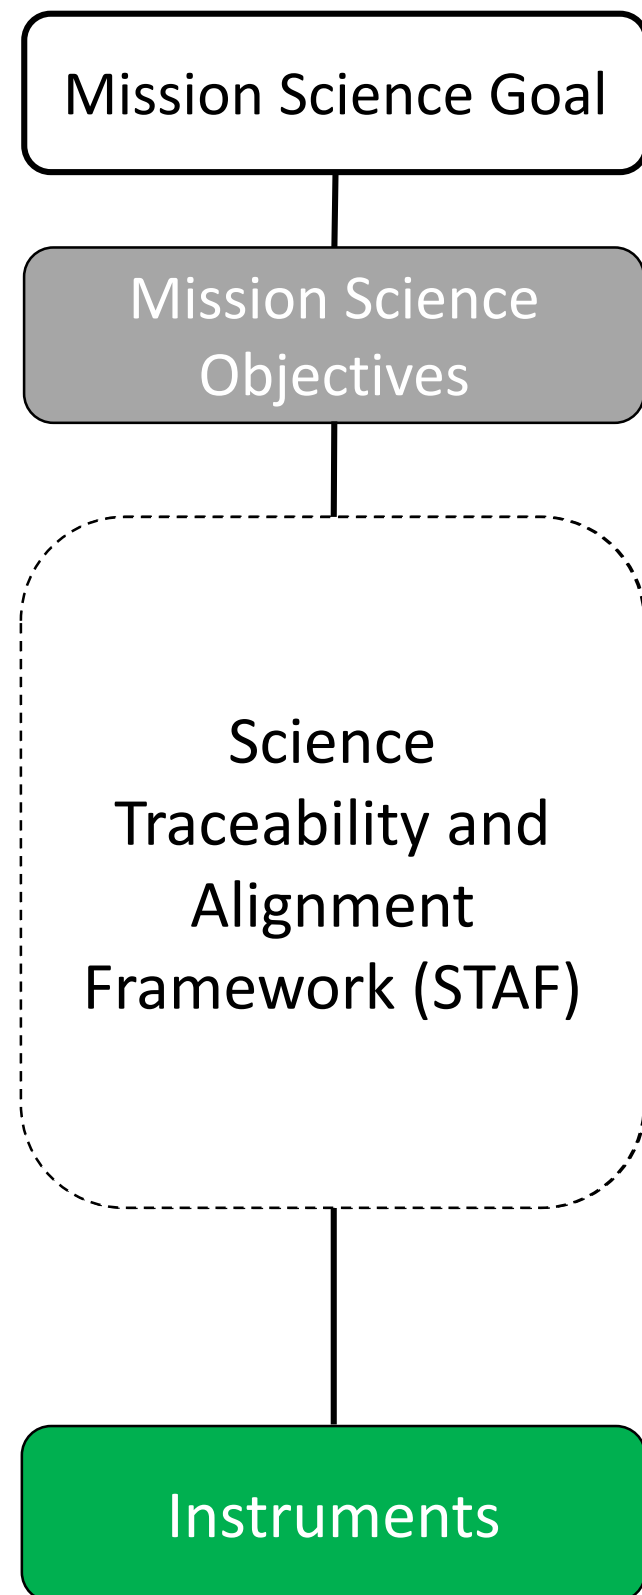 Mission Science Goal
Mission Science
Objectives
Science
Traceability and
Alignment
Framework (STAF)
Instruments